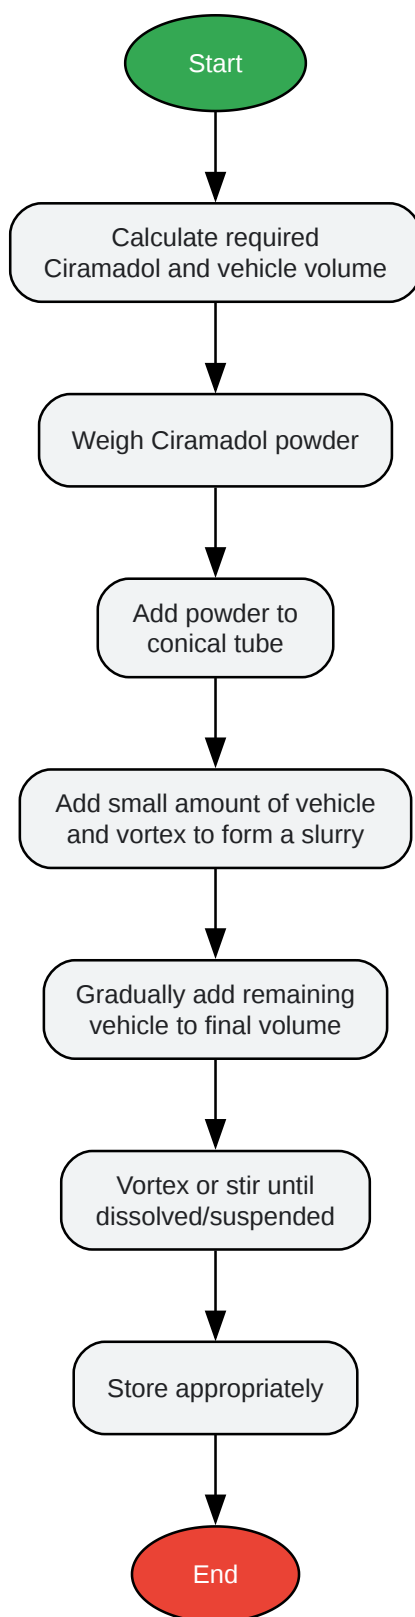 Start
Calculate required
Ciramadol and vehicle volume
Weigh Ciramadol powder
Add powder to
conical tube
Add small amount of vehicle
and vortex to form a slurry
Gradually add remaining
vehicle to final volume
Vortex or stir until
dissolved/suspended
Store appropriately
End